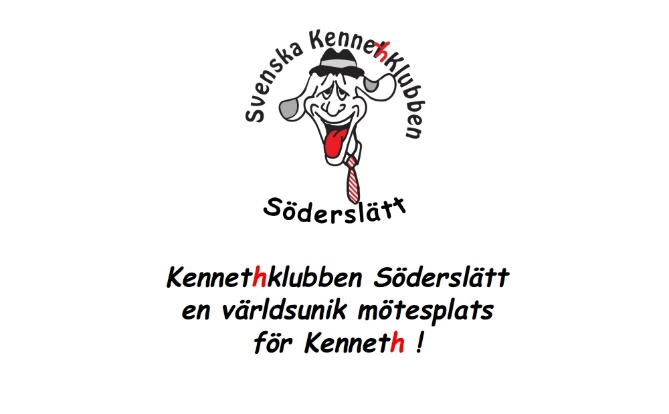 Svenska KennethKlubben
Söderslätt
Kennethklubben Söderslätt
en världsunik mötesplats
för Kenneth !